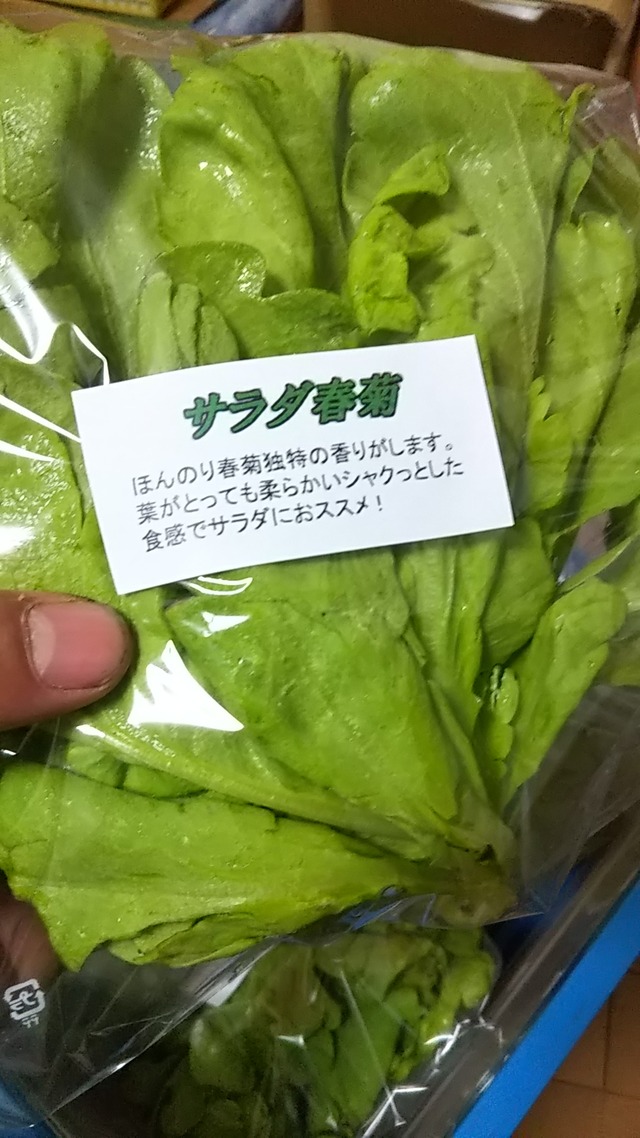 サラダ春菊
ほんのり春菊独特の香りがします。
葉がとっても柔らかいシャクっとした
食感でサラダにおススメ！